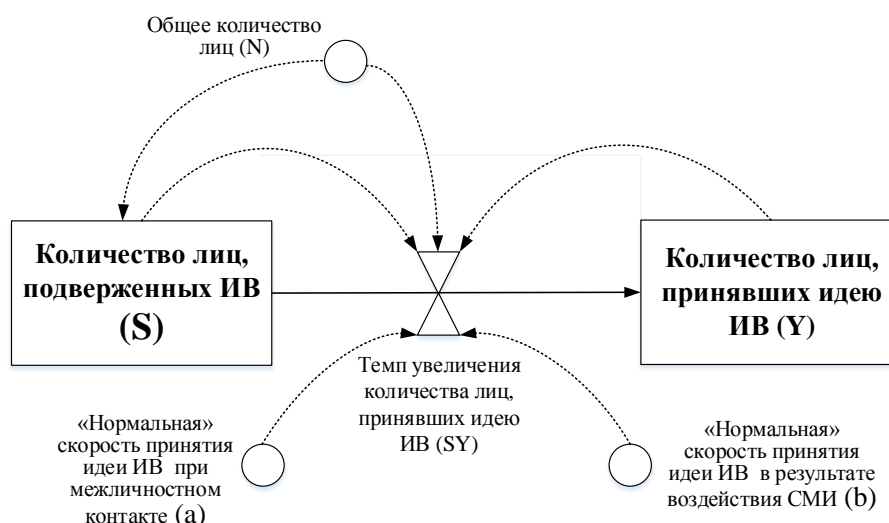 Общее количество
лиц (N)
Количество лиц,
подверженных ИВ
(S)
Количество лиц,
принявших идею
ИВ (Y)
Темп увеличения
количества лиц,
принявших идею
ИВ (SY)
«Нормальная»
скорость принятия
идеи ИВ при
межличностном
контакте (a)
«Нормальная»
скорость принятия
идеи ИВ в результате
воздействия СМИ (b)